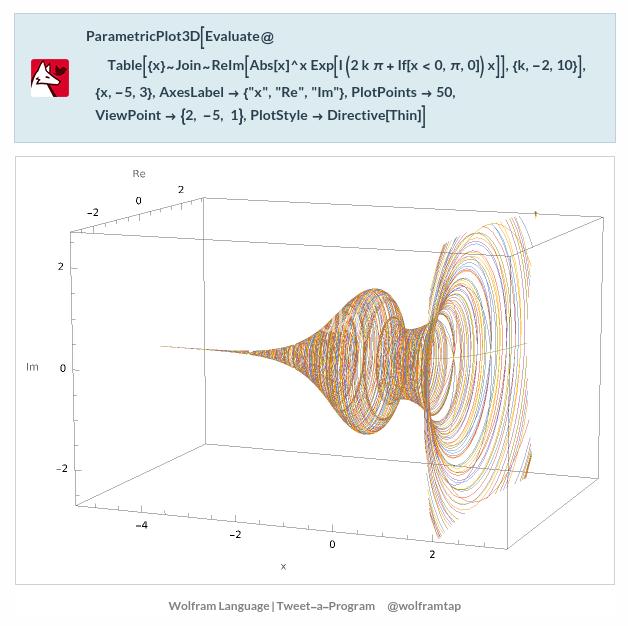 ParametricPlot3D[Evaluate@
Table[{x}~Join~ReIm[Abs[x]^x Exp[I (2 k π + If[x < 0, π, 0]) x]], {k, -2, 10}],
{x, -5, 3}, AxesLabel → {"x", "Re", "Im"}, PlotPoints → 50,
ViewPoint → {2, -5, 1}, PlotStyle → Directive[Thin]]
Re
-2 0 2
2
Im 0
-2
-4 -2 0 2
x
Wolfram Language | Tweet-a-Program @wolframtap